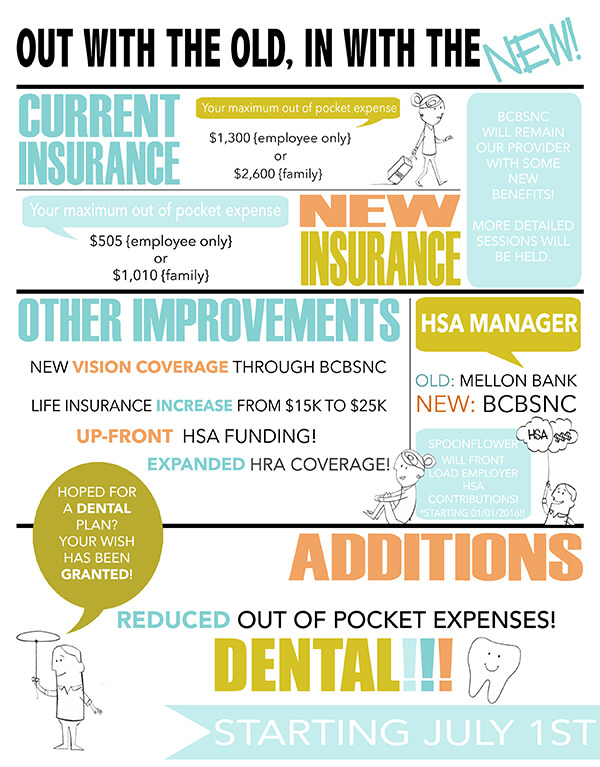 OUT WITH THE OLD, IN WITH THE NEW!
CURRENT
INSURANCE
Your maximum out of pocket expense
$1,300 {employee only}
or
$2,600 {family}
BCBSNC
WILL REMAIN
OUR PROVIDER
WITH SOME
NEW
BENEFITS!
MORE DETAILED
SESSIONS WILL
BE HELD.
Your maximum out of pocket expense
$505 {employee only}
or
$1,010 {family}
NEW
INSURANCE
OTHER IMPROVEMENTS
NEW VISION COVERAGE THROUGH BCBSNC
LIFE INSURANCE INCREASE FROM $15K TO $25K
UP-FRONT HSA FUNDING!
EXPANDED HRA COVERAGE!
HSA MANAGER
OLD: MELLON BANK
NEW: BCBSNC
SPOONFLOWER
WILL FRONT
LOAD EMPLOYER
HSA
CONTRIBUTIONS!
*STARTING 01/01/2016!!
HSA $$$
HOPED FOR
A DENTAL
PLAN?
YOUR WISH
HAS BEEN
GRANTED!
ADDITIONS
REDUCED OUT OF POCKET EXPENSES!
DENTAL!!!
STARTING JULY 1ST